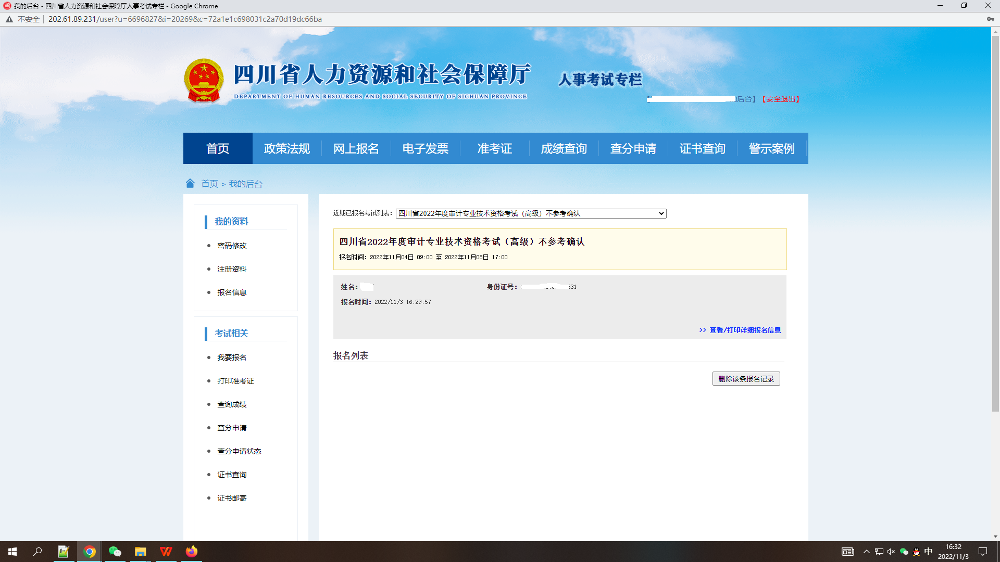 我的后台 - 四川省人力资源和社会保障厅人事考试专栏 - Google Chrome
不安全 202.61.89.231/user?u=6696827&i=20269&c=72a1e1c698031c2a70d19dc66ba
四川省人力资源和社会保障厅 人事考试专栏
DEPARTMENT OF HUMAN RESOURCES AND SOCIAL SECURITY OF SICHUAN PROVINCE
后台】【安全退出】
首页 政策法规 网上报名 电子发票 准考证 成绩查询 查分申请 证书查询 警示案例
首页 > 我的后台
我的资料
密码修改
注册资料
报名信息
考试相关
我要报名
打印准考证
查询成绩
查分申请
查分申请状态
证书查询
证书邮寄
近期已报名考试列表：四川省2022年度审计专业技术资格考试（高级）不参考确认
四川省2022年度审计专业技术资格考试（高级）不参考确认
报名时间：2022年11月04日 09:00 至 2022年11月08日 17:00
姓名： 身份证号： 631
报名时间：2022/11/3 16:29:57
>> 查看/打印详细报名信息
报名列表
删除该条报名记录
中
16:32
2022/11/3